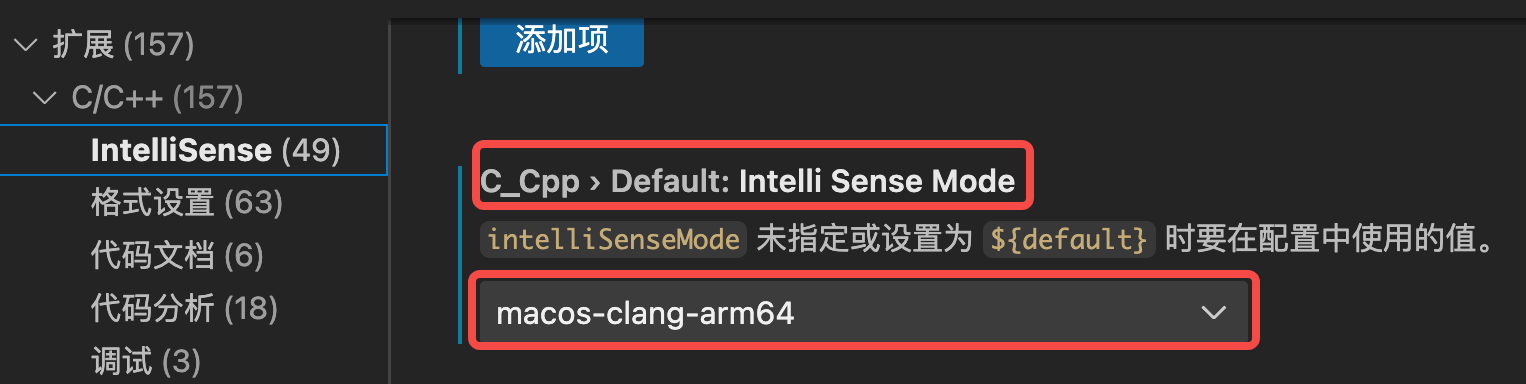 扩展 (157)
C/C++ (157)
IntelliSense (49)
格式设置 (63)
代码文档 (6)
代码分析 (18)
调试 (3)
添加项
C_Cpp › Default: Intelli Sense Mode
intelliSenseMode 未指定或设置为 ${default} 时要在配置中使用的值。
macos-clang-arm64